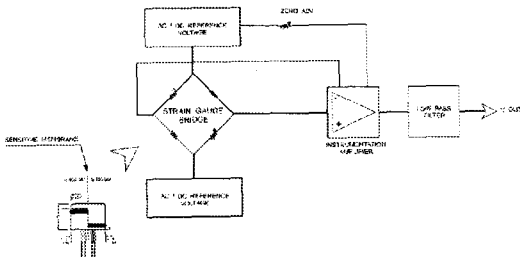 AC / DC REFERENCE
VOLTAGE
ZERO ADJ
STRAIN GAUGE
BRIDGE
INSTRUMENTATION
AMPLIFIER
LOW PASS
FILTER
V OUT
SENSITIVE MEMBRANE
AC / DC REFERENCE
VOLTAGE